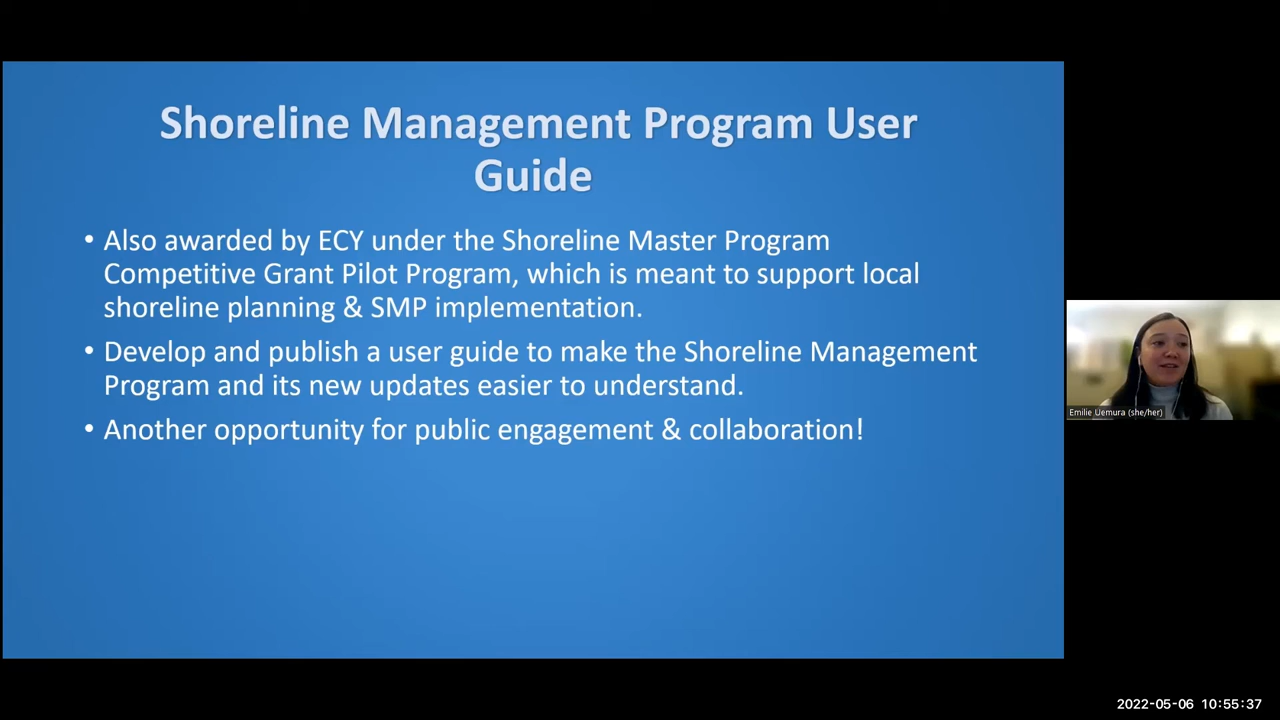 Shoreline Management Program User
Guide
• Also awarded by ECY under the Shoreline Master Program
Competitive Grant Pilot Program, which is meant to support local
shoreline planning & SMP implementation.
• Develop and publish a user guide to make the Shoreline Management
Program and its new updates easier to understand.
• Another opportunity for public engagement & collaboration!
Emilie Uemura (she/her)
2022-05-06 10:55:37